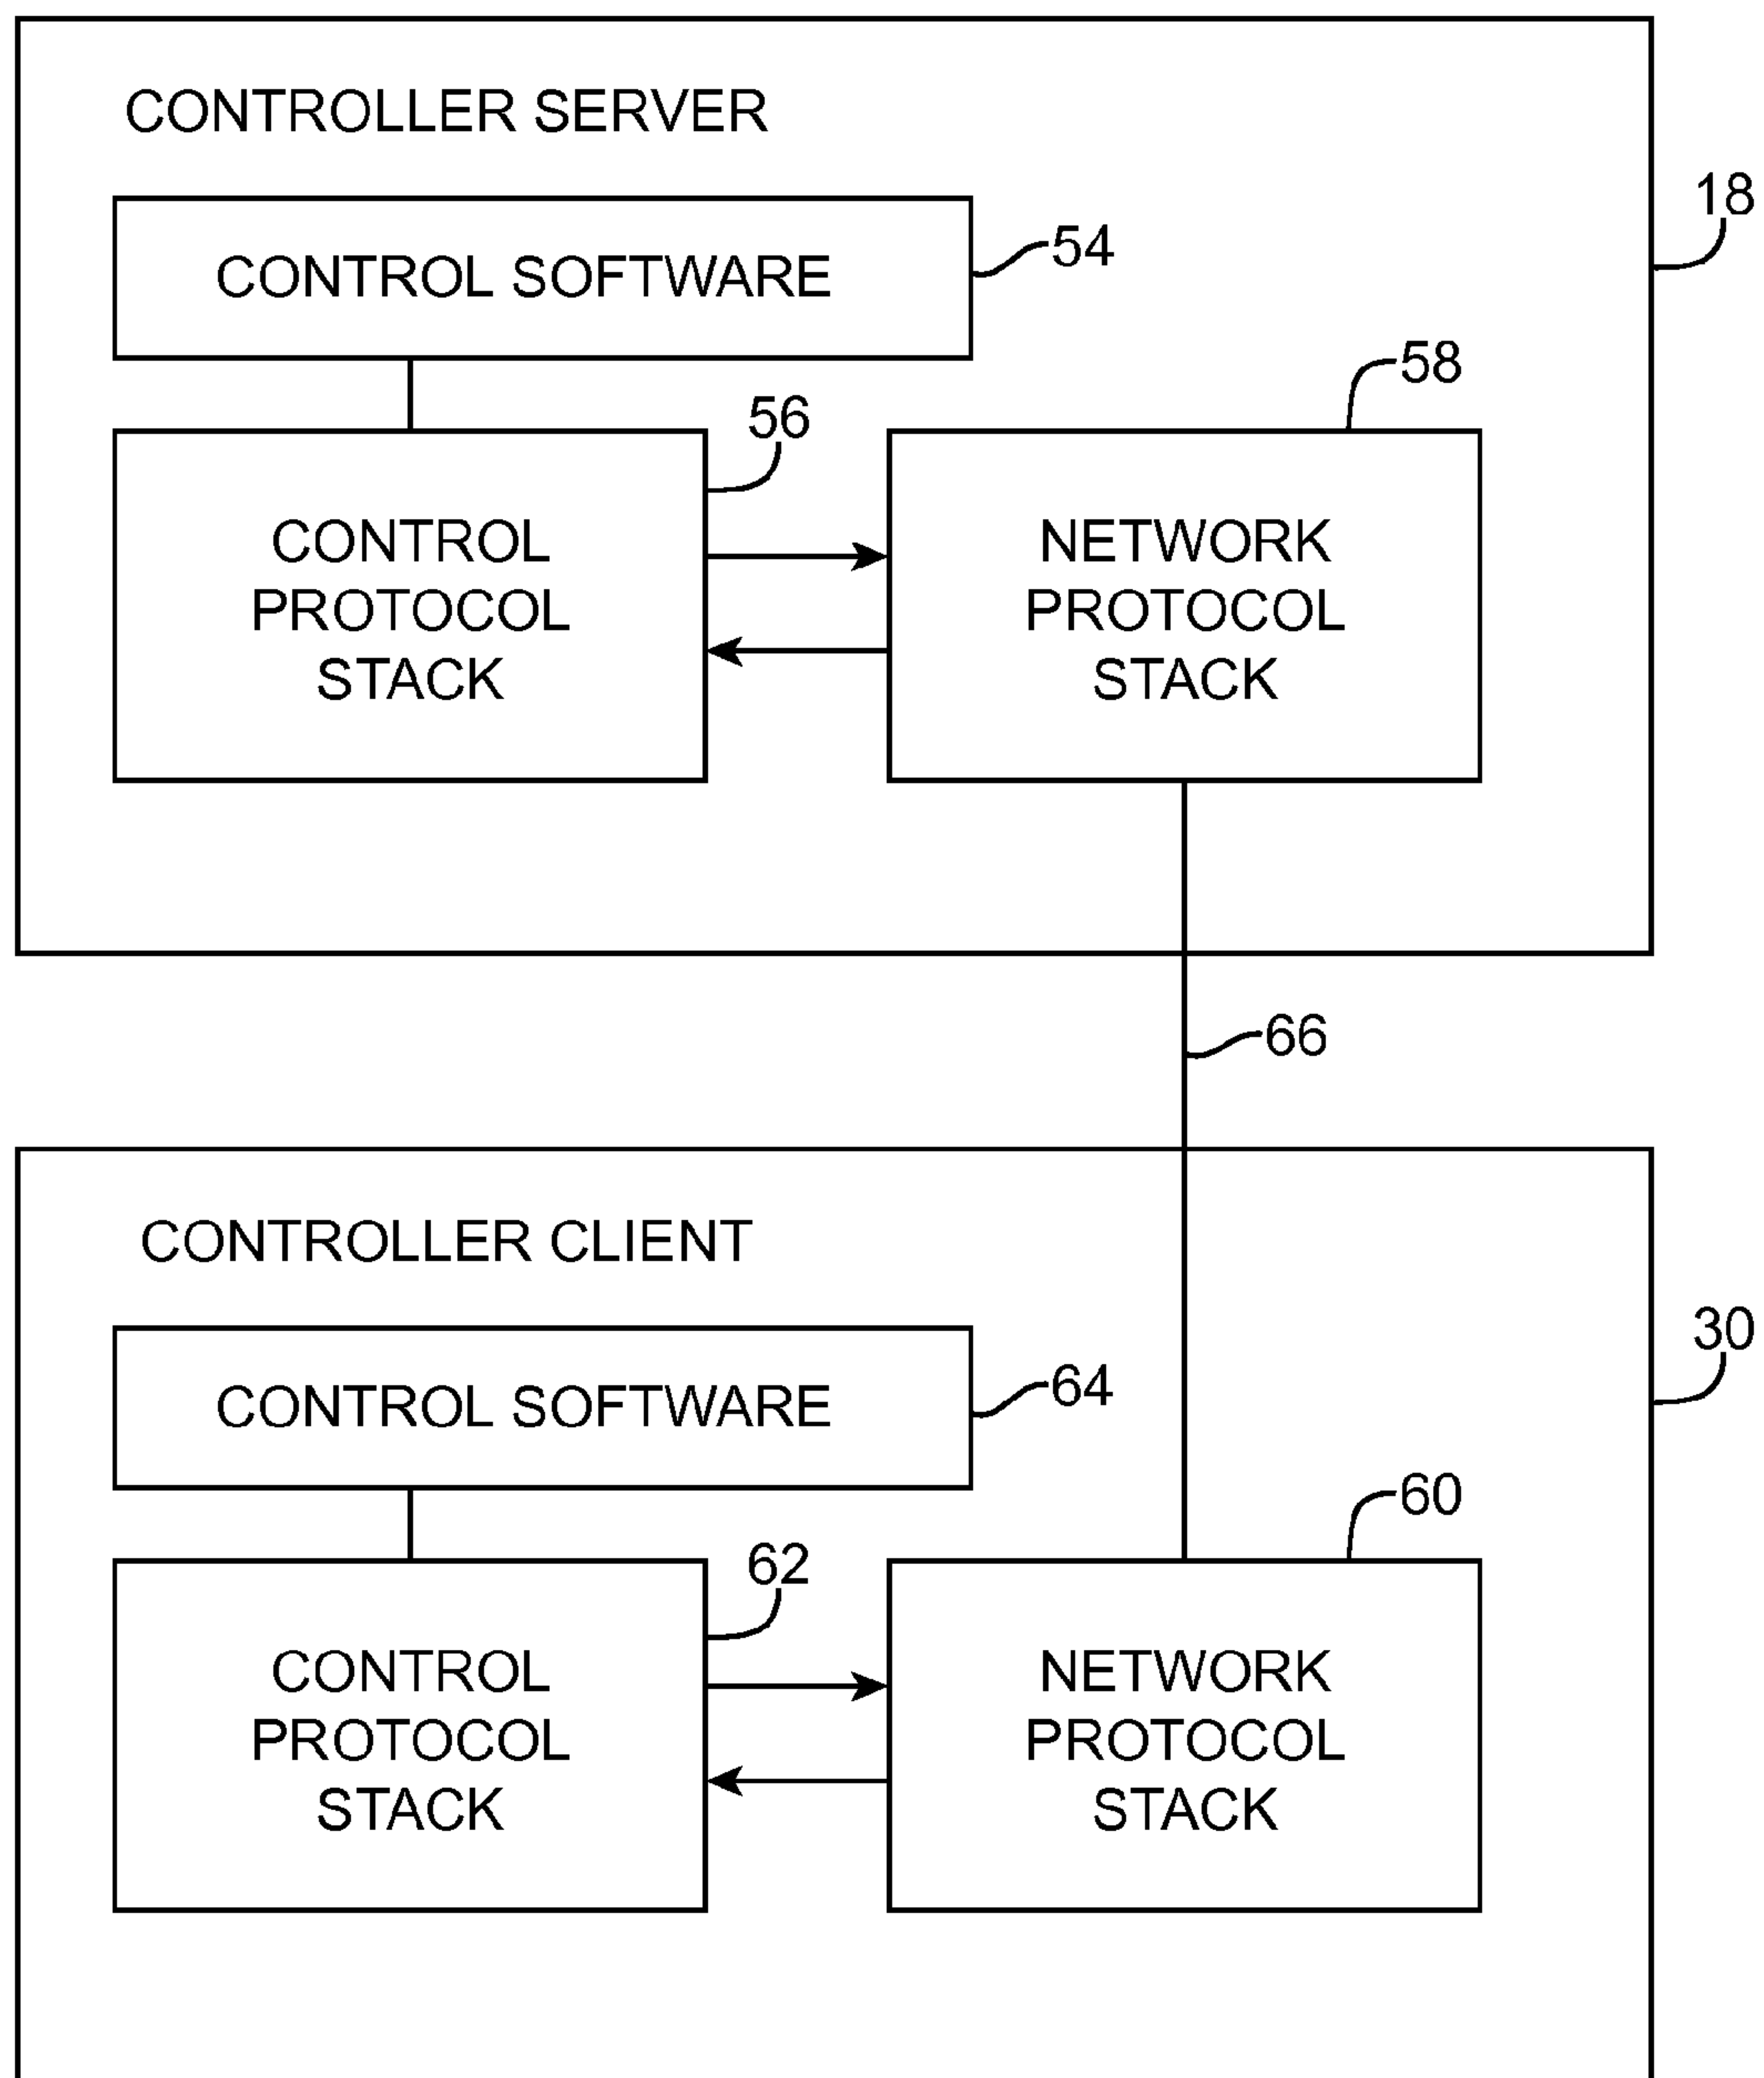 CONTROLLER SERVER
18
CONTROL SOFTWARE
54
58
56
CONTROL
PROTOCOL
STACK
NETWORK
PROTOCOL
STACK
66
CONTROLLER CLIENT
30
CONTROL SOFTWARE
64
60
62
CONTROL
PROTOCOL
STACK
NETWORK
PROTOCOL
STACK